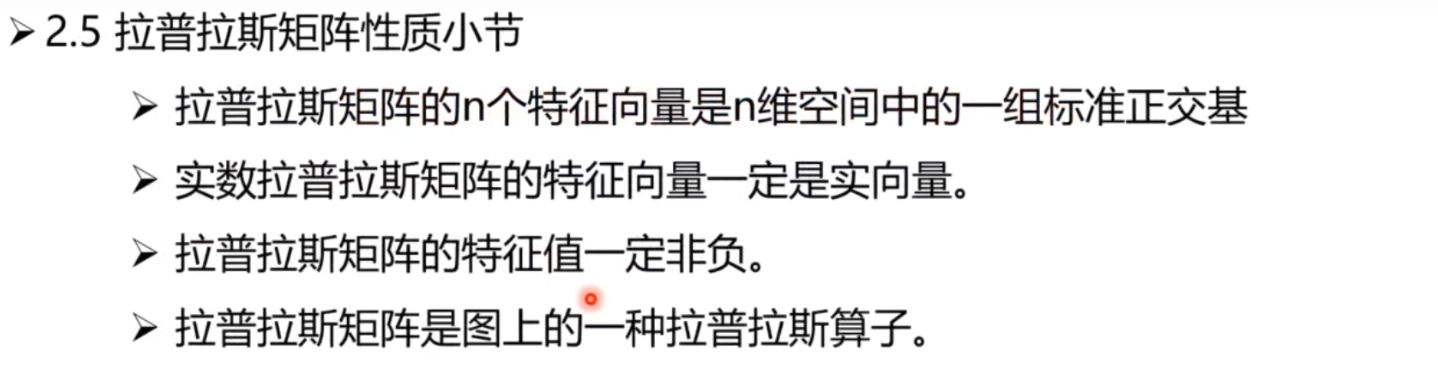 ➢ 2.5 拉普拉斯矩阵性质小节
➢ 拉普拉斯矩阵的n个特征向量是n维空间中的一组标准正交基
➢ 实数拉普拉斯矩阵的特征向量一定是实向量。
➢ 拉普拉斯矩阵的特征值一定非负。
➢ 拉普拉斯矩阵是图上的一种拉普拉斯算子。